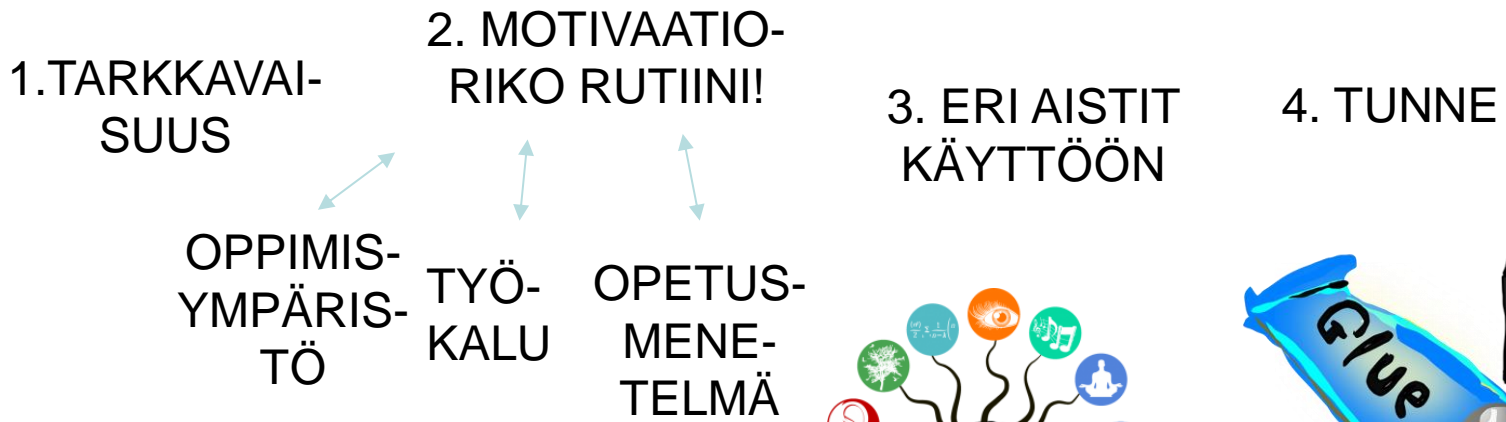 1.TARKKAVAI-
SUUS
2. MOTIVAATIO-
RIKO RUTIINI!
3. ERI AISTIT
KÄYTTÖÖN
4. TUNNE
OPPIMIS-
YMPÄRIS-
TÖ
TYÖ-
KALU
OPETUS-
MENE-
TELMÄ
Glue